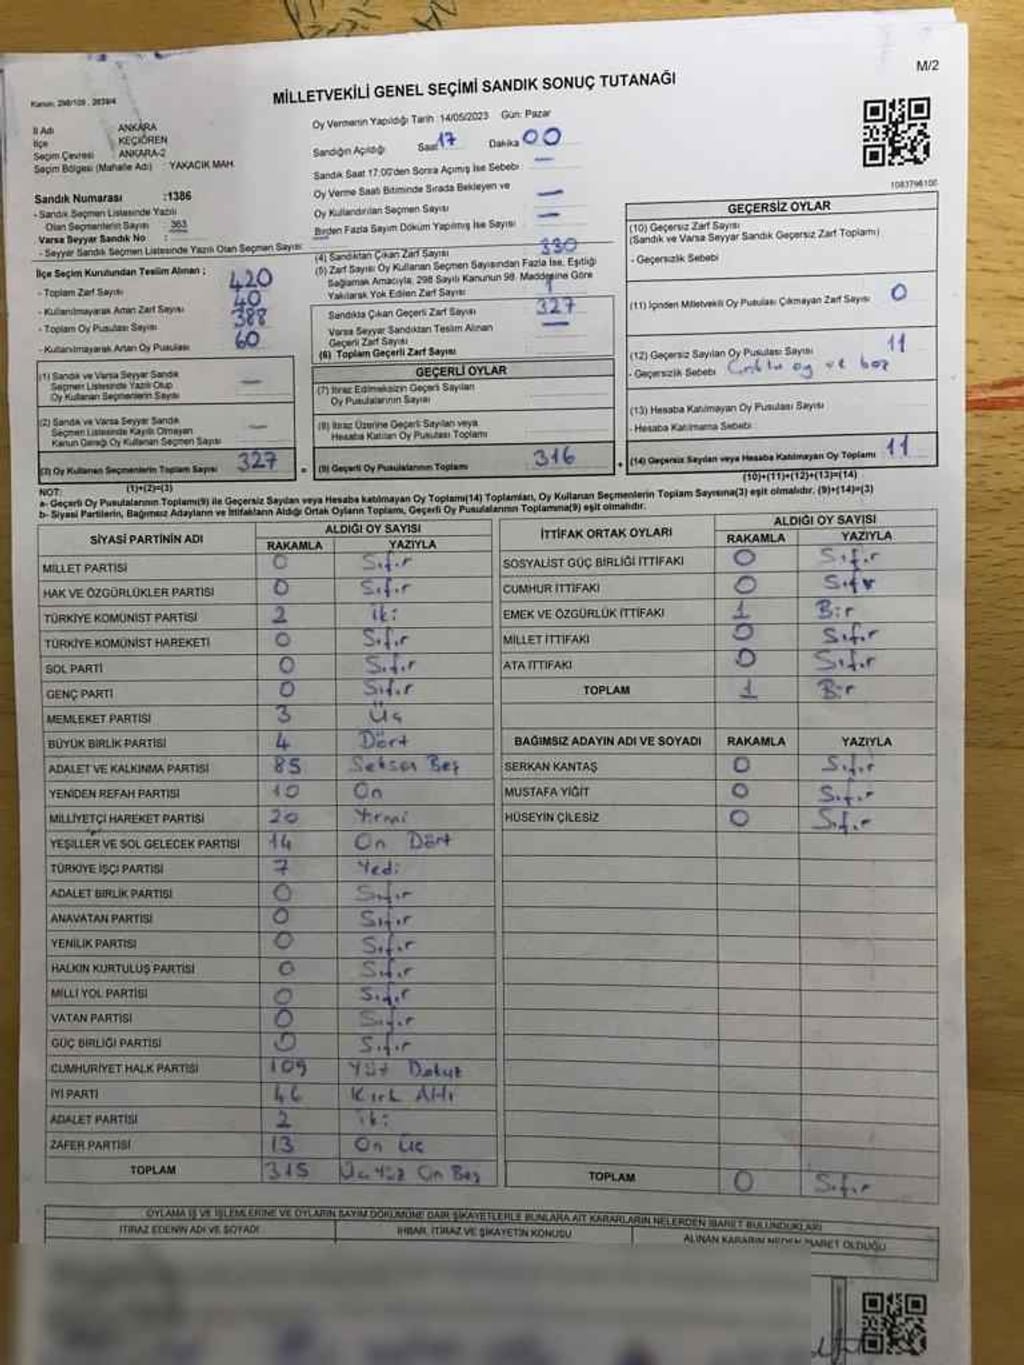 M/2
MİLLETVEKİLİ GENEL SEÇİMİ SANDIK SONUÇ TUTANAĞI
Kanun: 298/105 , 2839/4
İl Adı ANKARA
İlçe KEÇİÖREN
Seçim Çevresi ANKARA-2
Seçim Bölgesi (Mahalle Adı) YAKACIK MAH.
Oy Vermenin Yapıldığı Tarih :14/05/2023 Gün: Pazar
Sandığın Açıldığı Saat 17 Dakika 00
Sandık Saat 17:00'den Sonra Açılmış İse Sebebi —
Oy Verme Saati Bitiminde Sırada Bekleyen ve
Oy Kullandırılan Seçmen Sayısı —
Birden Fazla Sayım Döküm Yapılmış İse Sayısı —
1083796100
Sandık Numarası :1386
- Sandık Seçmen Listesinde Yazılı
Olan Seçmenlerin Sayısı : 363
Varsa Seyyar Sandık No :
- Seyyar Sandık Seçmen Listesinde Yazılı Olan Seçmen Sayısı:
İlçe Seçim Kurulundan Teslim Alınan ;
- Toplam Zarf Sayısı 420
- Kullanılmayarak Artan Zarf Sayısı 40
- Toplam Oy Pusulası Sayısı 388
- Kullanılmayarak Artan Oy Pusulası 60
(4) Sandıktan Çıkan Zarf Sayısı 330
(5) Zarf Sayısı Oy Kullanan Seçmen Sayısından Fazla İse, Eşitliği
Sağlamak Amacıyla, 298 Sayılı Kanunun 98. Maddesine Göre
Yakılarak Yok Edilen Zarf Sayısı
Sandıkta Çıkan Geçerli Zarf Sayısı 327
Varsa Seyyar Sandıktan Teslim Alınan
Geçerli Zarf Sayısı —
(6) Toplam Geçerli Zarf Sayısı
GEÇERSİZ OYLAR
(10) Geçersiz Zarf Sayısı
(Sandık ve Varsa Seyyar Sandık Geçersiz Zarf Toplamı)
- Geçersizlik Sebebi
(11) İçinden Milletvekili Oy Pusulası Çıkmayan Zarf Sayısı 0
(12) Geçersiz Sayılan Oy Pusulası Sayısı 11
- Geçersizlik Sebebi oy ve boş
(13) Hesaba Katılmayan Oy Pusulası Sayısı
- Hesaba Katılmama Sebebi
(14) Geçersiz Sayılan veya Hesaba Katılmayan Oy Toplamı 11
(10)+(11)+(12)+(13)=(14)
(1) Sandık ve Varsa Seyyar Sandık
Seçmen Listesinde Yazılı Olup
Oy Kullanan Seçmenlerin Sayısı —
(2) Sandık ve Varsa Seyyar Sandık
Seçmen Listesinde Kayıtlı Olmayan
Kanun Gereği Oy Kullanan Seçmen Sayısı —
(3) Oy Kullanan Seçmenlerin Toplam Sayısı 327
(1)+(2)=(3)
=
GEÇERLİ OYLAR
(7) İtiraz Edilmeksizin Geçerli Sayılan
Oy Pusulalarının Sayısı
(8) İtiraz Üzerine Geçerli Sayılan veya
Hesaba Katılan Oy Pusulası Toplamı
(9) Geçerli Oy Pusulalarının Toplamı 316
+
NOT:
a- Geçerli Oy Pusulalarının Toplamı(9) ile Geçersiz Sayılan veya Hesaba katılmayan Oy Toplamı(14) Toplamları, Oy Kullanan Seçmenlerin Toplam Sayısına(3) eşit olmalıdır. (9)+(14)=(3)
b- Siyasi Partilerin, Bağımsız Adayların ve İttifakların Aldığı Ortak Oyların Toplamı, Geçerli Oy Pusulalarının Toplamına(9) eşit olmalıdır.
SİYASİ PARTİNİN ADI ALDIĞI OY SAYISI
RAKAMLA YAZIYLA
MİLLET PARTİSİ 0 Sıfır
HAK VE ÖZGÜRLÜKLER PARTİSİ 0 Sıfır
TÜRKİYE KOMÜNİST PARTİSİ 2 iki
TÜRKİYE KOMÜNİST HAREKETİ 0 Sıfır
SOL PARTİ 0 Sıfır
GENÇ PARTİ 0 Sıfır
MEMLEKET PARTİSİ 3 Üç
BÜYÜK BİRLİK PARTİSİ 4 Dört
ADALET VE KALKINMA PARTİSİ 85 Seksen Beş
YENİDEN REFAH PARTİSİ 10 On
MİLLİYETÇİ HAREKET PARTİSİ 20 Yirmi
YEŞİLLER VE SOL GELECEK PARTİSİ 14 On Dört
TÜRKİYE İŞÇİ PARTİSİ 7 Yedi
ADALET BİRLİK PARTİSİ 0 Sıfır
ANAVATAN PARTİSİ 0 Sıfır
YENİLİK PARTİSİ 0 Sıfır
HALKIN KURTULUŞ PARTİSİ 0 Sıfır
MİLLİ YOL PARTİSİ 0 Sıfır
VATAN PARTİSİ 0 Sıfır
GÜÇ BİRLİĞİ PARTİSİ 0 Sıfır
CUMHURİYET HALK PARTİSİ 109 Yüz Dokuz
İYİ PARTİ 46 Kırk Altı
ADALET PARTİSİ 2 iki
ZAFER PARTİSİ 13 On Üç
TOPLAM 315 Üç Yüz On Beş
İTTİFAK ORTAK OYLARI ALDIĞI OY SAYISI
RAKAMLA YAZIYLA
SOSYALİST GÜÇ BİRLİĞİ İTTİFAKI 0 Sıfır
CUMHUR İTTİFAKI 0 Sıfır
EMEK VE ÖZGÜRLÜK İTTİFAKI 1 Bir
MİLLET İTTİFAKI 0 Sıfır
ATA İTTİFAKI 0 Sıfır
TOPLAM 1 Bir
BAĞIMSIZ ADAYIN ADI VE SOYADI RAKAMLA YAZIYLA
SERKAN KANTAŞ 0 Sıfır
MUSTAFA YİĞİT 0 Sıfır
HÜSEYİN ÇİLESİZ 0 Sıfır
TOPLAM 0 Sıfır
OYLAMA İŞ VE İŞLEMLERİNE VE OYLARIN SAYIM DÖKÜMÜNE DAİR ŞİKAYETLERLE BUNLARA AİT KARARLARIN NELERDEN İBARET BULUNDUKLARI
İTİRAZ EDENİN ADI VE SOYADI İHBAR, İTİRAZ VE ŞİKAYETİN KONUSU ALINAN KARARIN NEDEN İBARET OLDUĞU